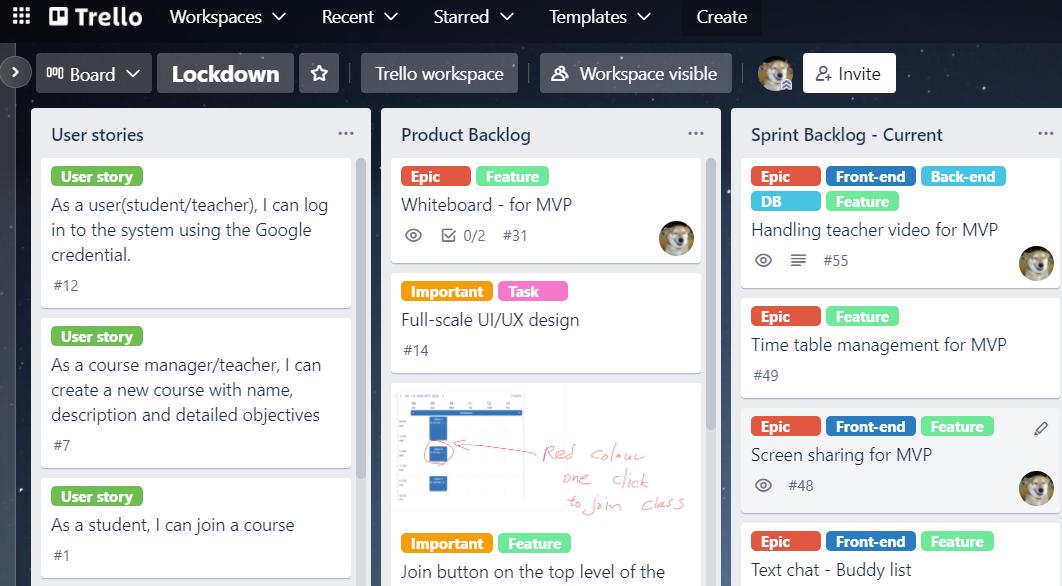 Trello
Workspaces
Recent
Starred
Templates
Create
Board
Lockdown
Trello workspace
Workspace visible
Invite
User stories
User story
As a user(student/teacher), I can log
in to the system using the Google
credential.
#12
User story
As a course manager/teacher, I can
create a new course with name,
description and detailed objectives
#7
User story
As a student, I can join a course
#1
Product Backlog
Epic Feature
Whiteboard - for MVP
0/2 #31
Important Task
Full-scale UI/UX design
#14
Red colour
one click
to join class
Important Feature
Join button on the top level of the
Sprint Backlog - Current
Epic Front-end Back-end
DB Feature
Handling teacher video for MVP
#55
Epic Feature
Time table management for MVP
#49
Epic Front-end Feature
Screen sharing for MVP
#48
Epic Front-end Feature
Text chat - Buddy list